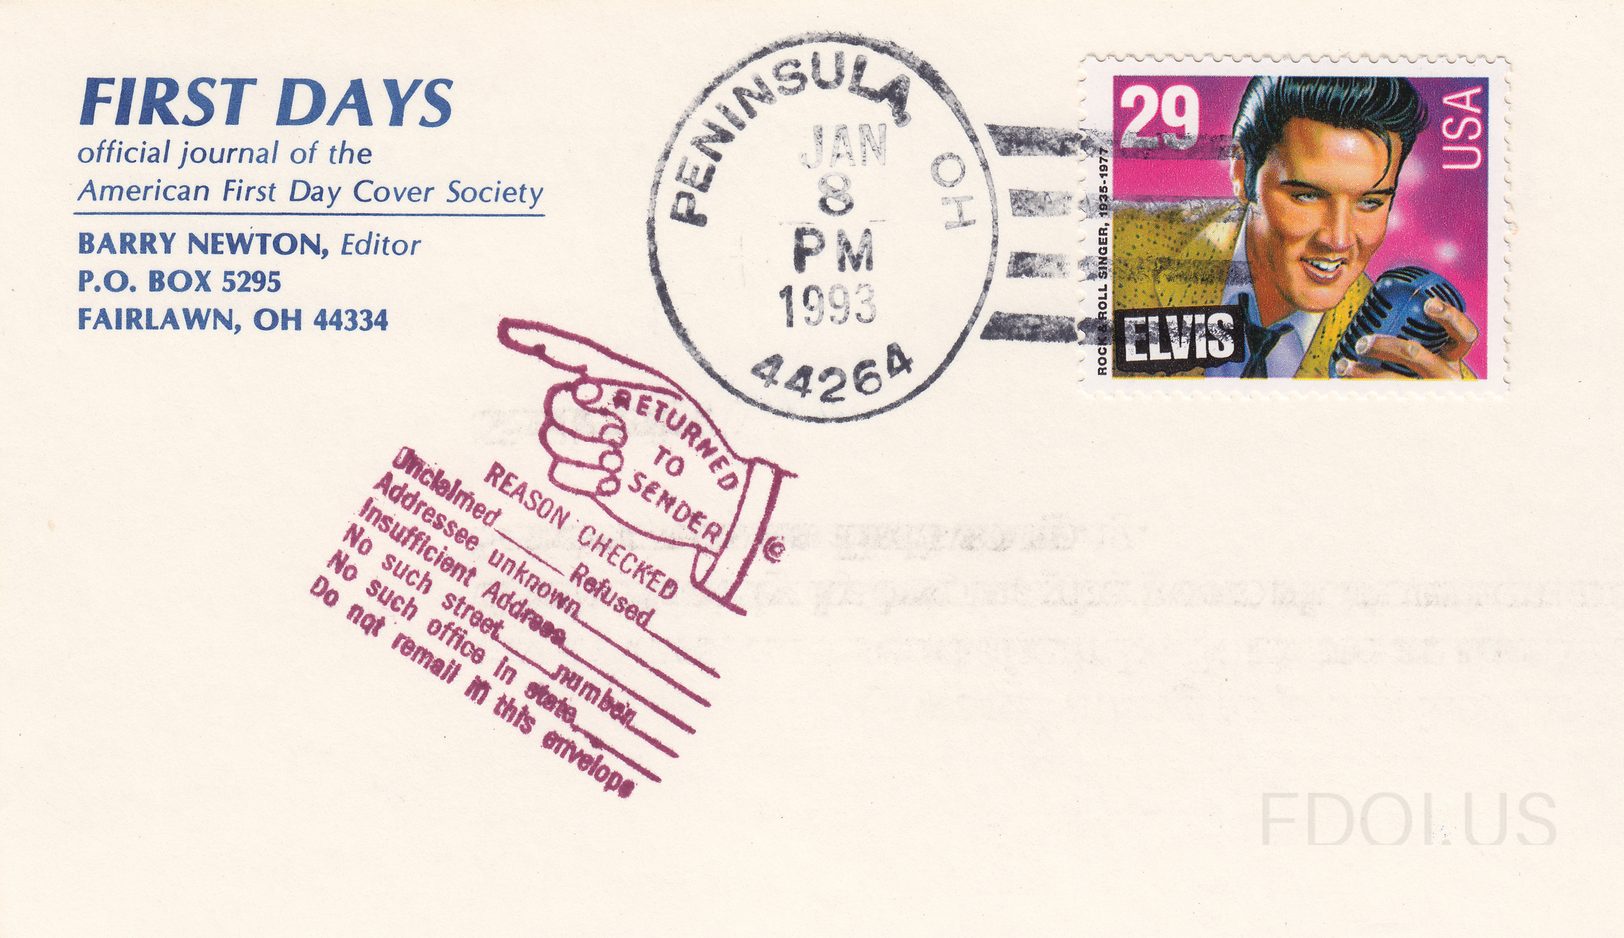 FIRST DAYS
official journal of the
American First Day Cover Society
BARRY NEWTON, Editor
P.O. BOX 5295
FAIRLAWN, OH 44334
PENINSULA, OH
JAN
8
PM
1993
44264
29
USA
ROCK & ROLL SINGER, 1935-1977
ELVIS
RETURNED
TO
SENDER
REASON CHECKED
Unclaimed Refused
Addressee unknown
Insufficient Address
No such street number
No such office in state
Do not remail in this envelope
FDOI.US